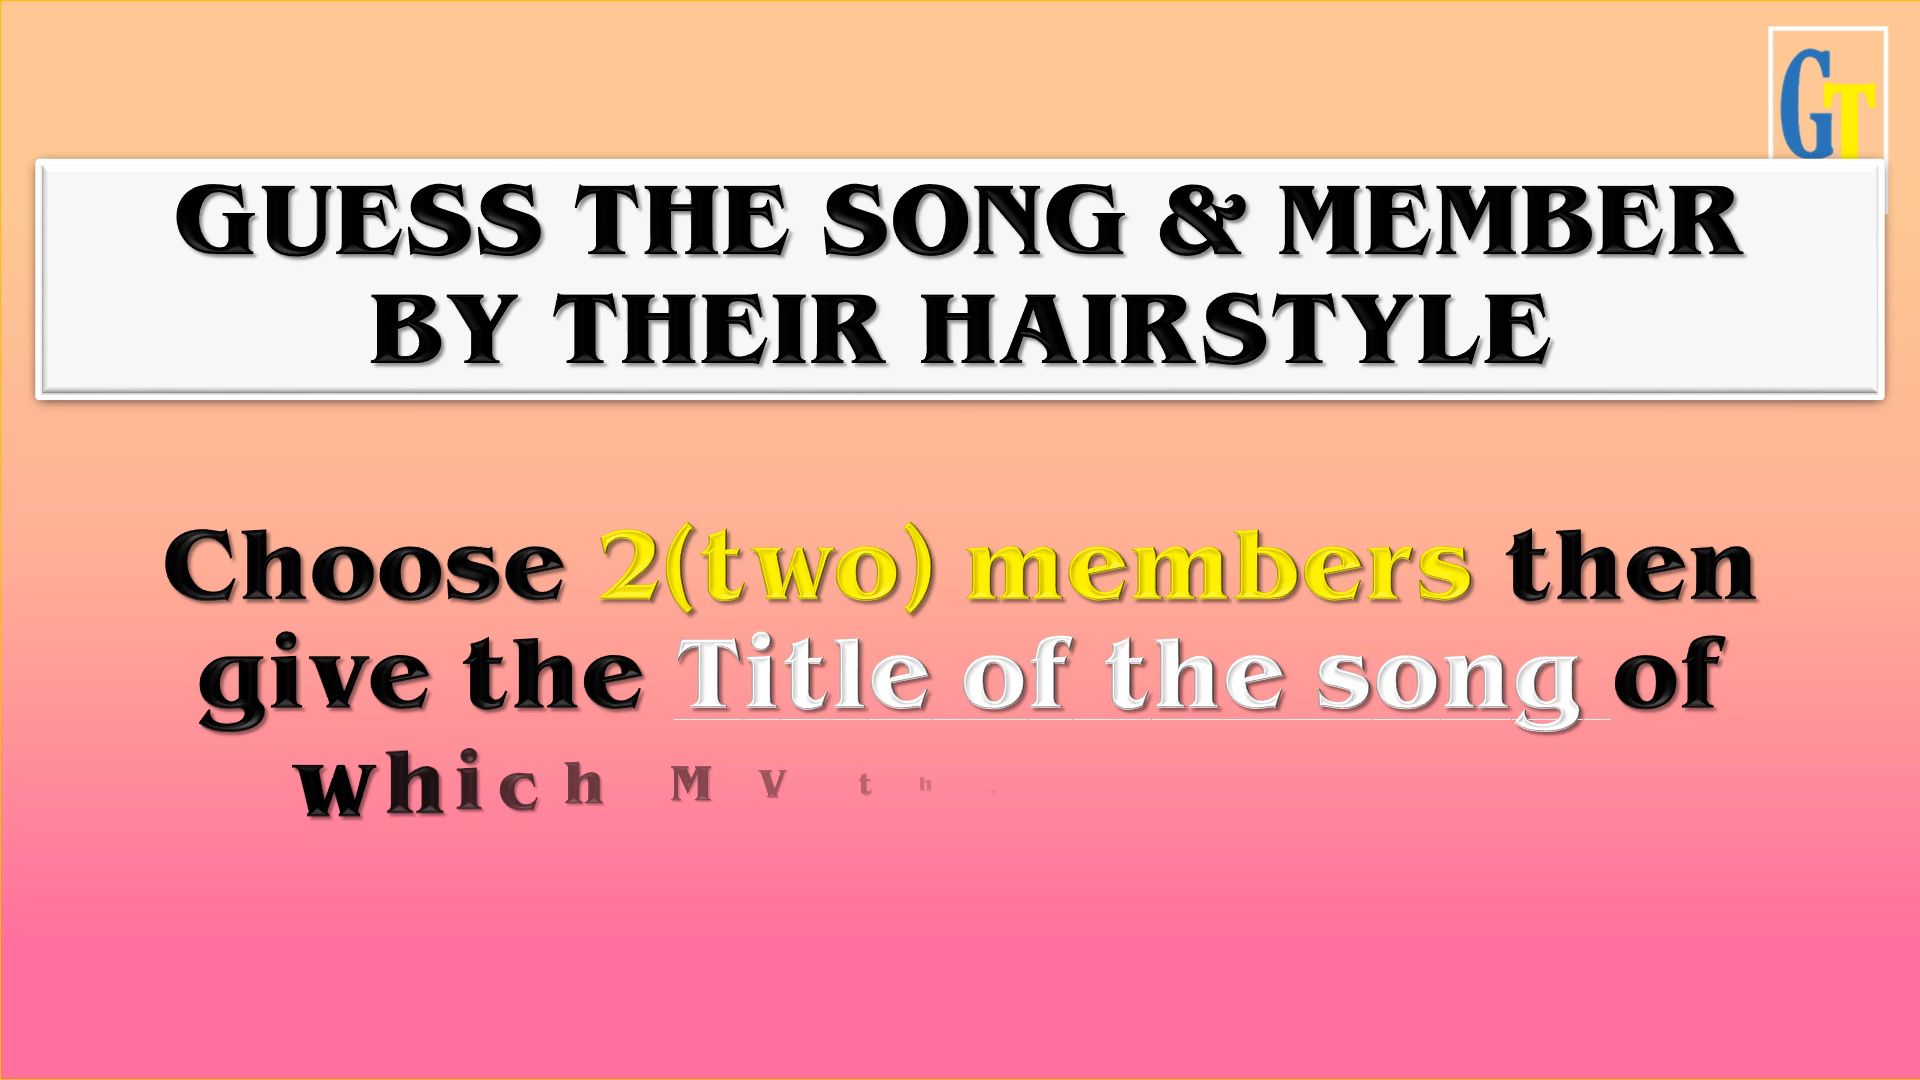 GT
GUESS THE SONG & MEMBER
BY THEIR HAIRSTYLE
Choose 2(two) members then
give the Title of the song of
which MV th